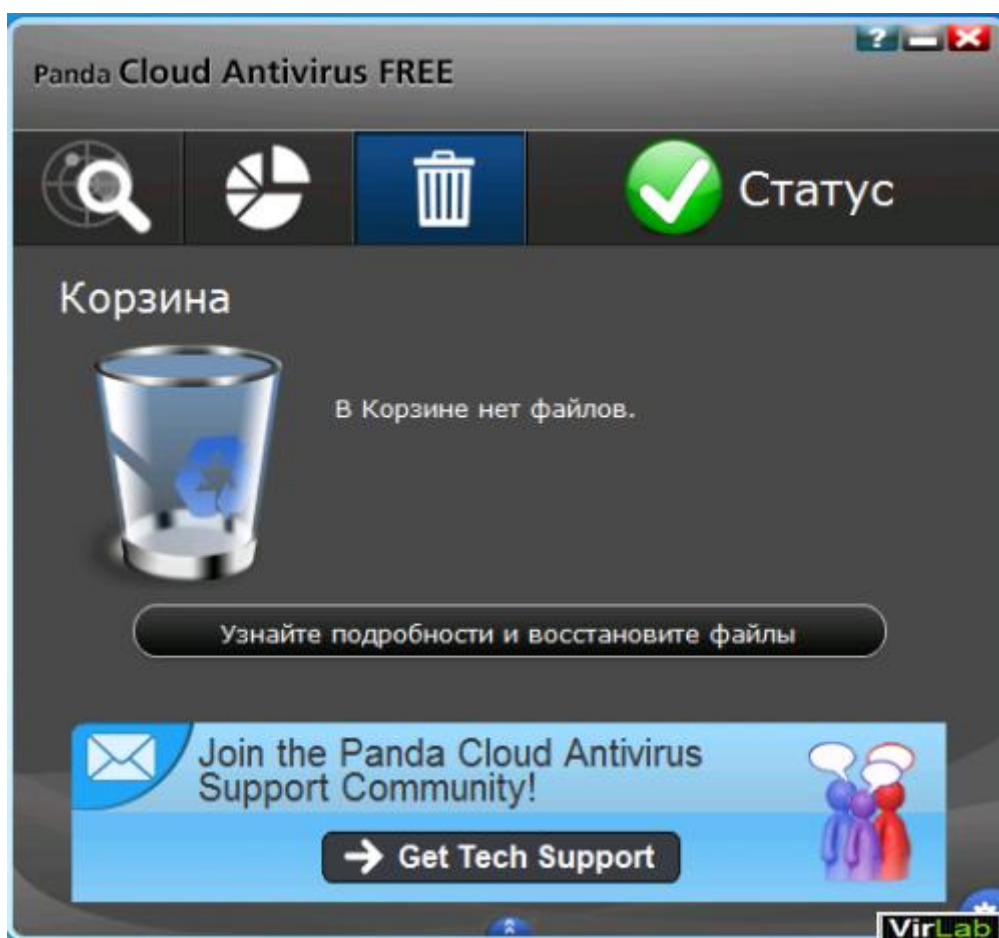 Panda Cloud Antivirus FREE
?
Статус
Корзина
В Корзине нет файлов.
Узнайте подробности и восстановите файлы
Join the Panda Cloud Antivirus
Support Community!
Get Tech Support
VirLab